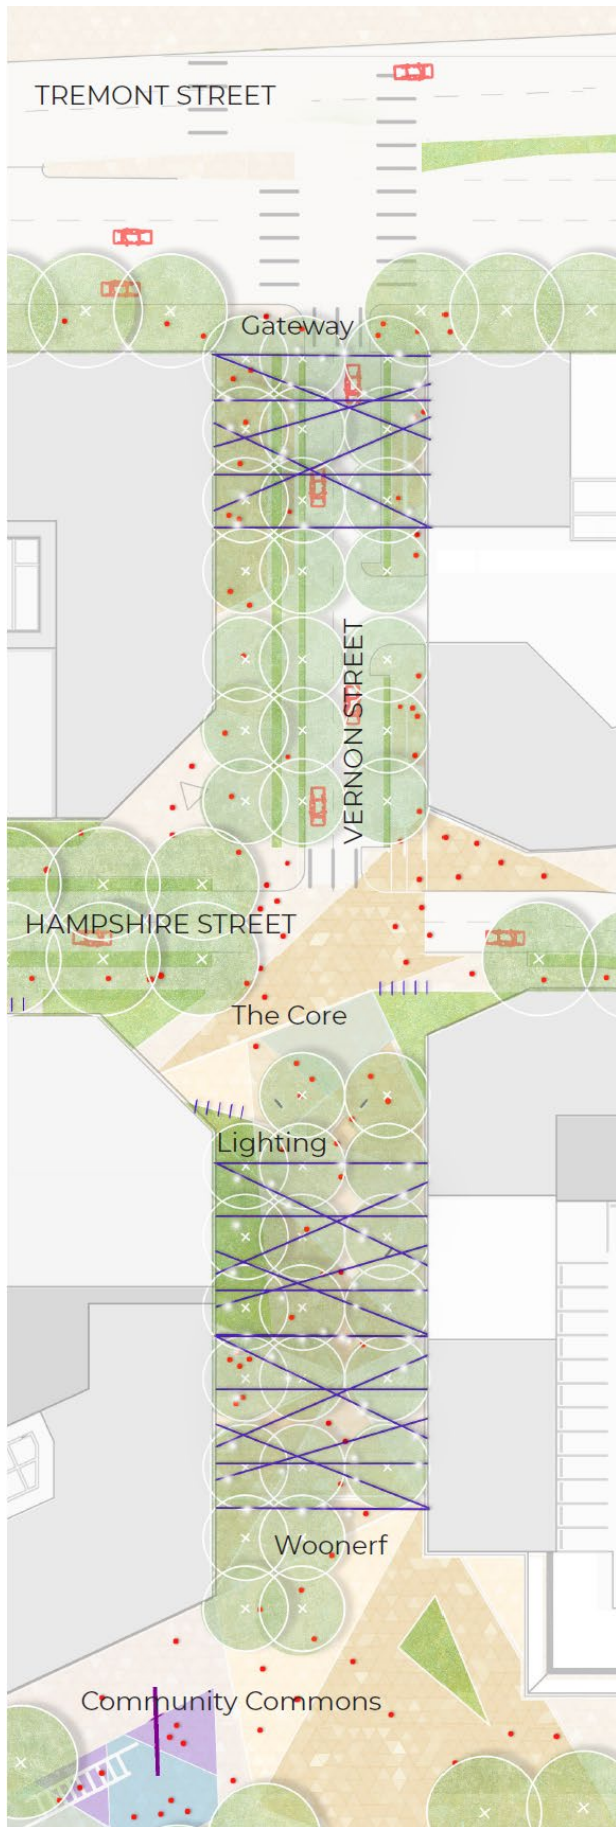 TREMONT STREET
Gateway
VERNON STREET
HAMPSHIRE STREET
The Core
Lighting
Woonerf
Community Commons